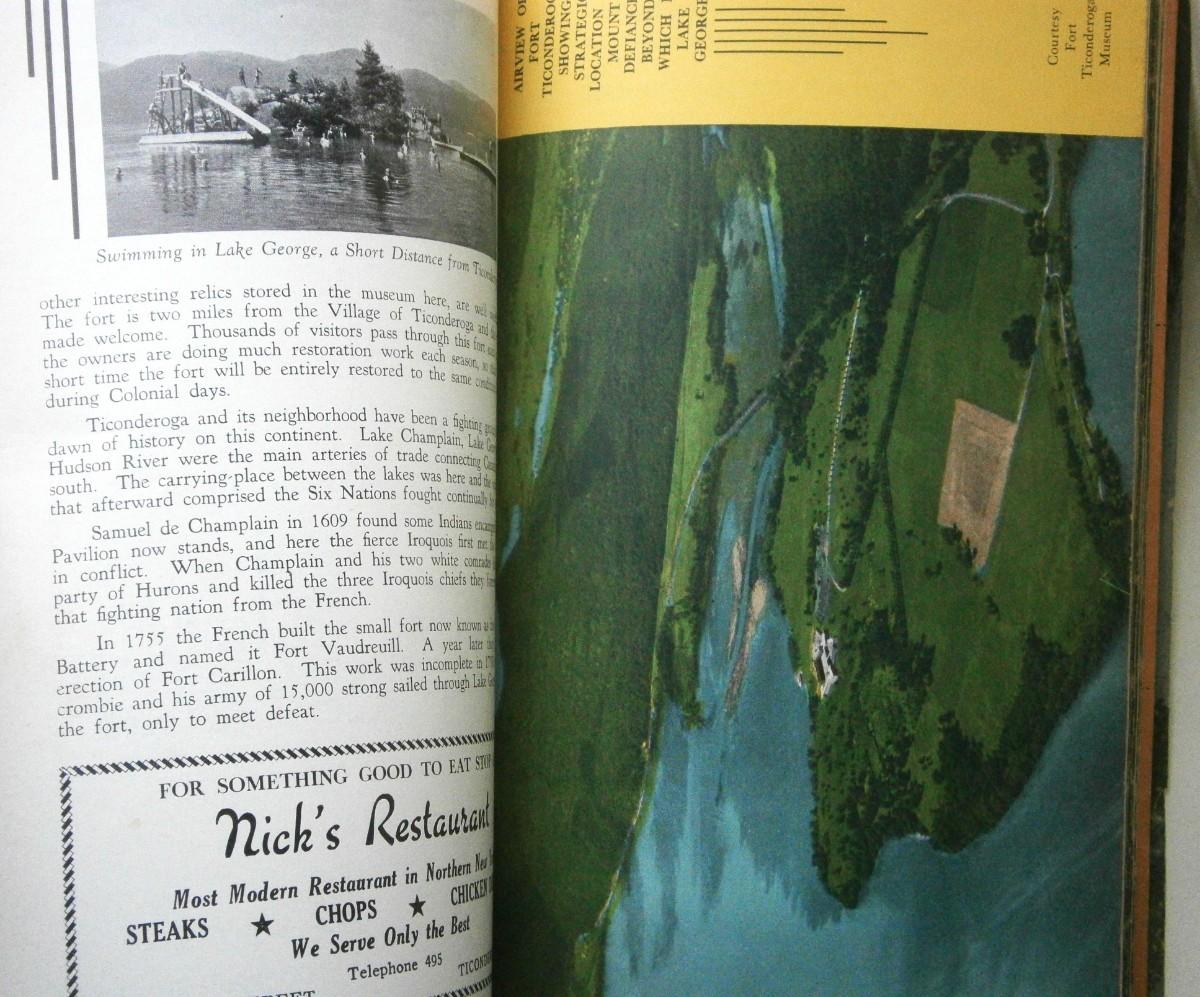 Swimming in Lake George, a Short Distance from
other interesting relics stored in the museum here, are
The fort is two miles from the Village of Ticonderoga and
made welcome. Thousands of visitors pass through this fort
the owners are doing much restoration work each season,
short time the fort will be entirely restored to the same
during Colonial days.
Ticonderoga and its neighborhood have been a fighting
dawn of history on this continent. Lake Champlain, Lake
Hudson River were the main arteries of trade connecting
south. The carrying-place between the lakes was here and the
that afterward comprised the Six Nations fought continually
Samuel de Champlain in 1609 found some Indians
Pavilion now stands, and here the fierce Iroquois first met
in conflict. When Champlain and his two white
party of Hurons and killed the three Iroquois chiefs they
that fighting nation from the French.
In 1755 the French built the small fort now known as
Battery and named it Fort Vaudreuill. A year later
erection of Fort Carillon. This work was incomplete in
crombie and his army of 15,000 strong sailed through Lake
the fort, only to meet defeat.
FOR SOMETHING GOOD TO EAT STOP
Nick's Restaurant
Most Modern Restaurant in Northern New
STEAKS ★ CHOPS ★ CHICKEN
We Serve Only the Best
Telephone 495
AIRVIEW OF
FORT
TICONDEROGA
SHOWING
STRATEGIC
LOCATION
MOUNT
DEFIANCE
BEYOND
WHICH
LAKE
GEORGE
Courtesy
Fort
Ticonderoga
Museum